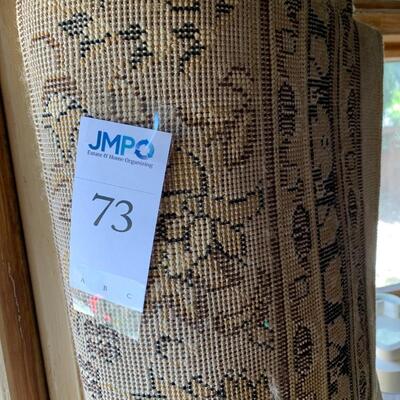 JMPO
Estate & Home Organizing
73
A B C